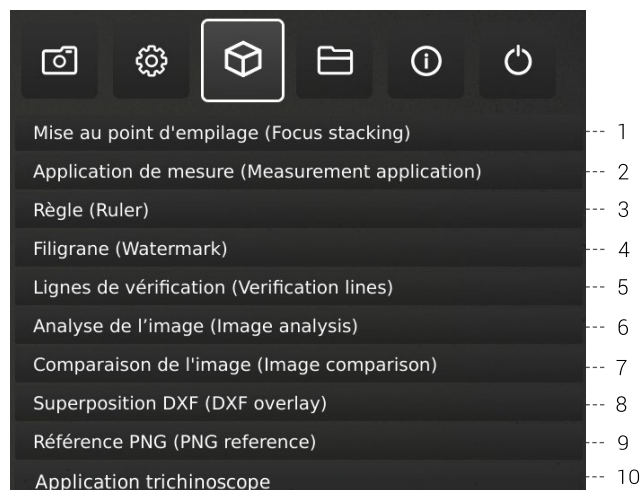 Mise au point d'empilage (Focus stacking) --- 1
Application de mesure (Measurement application) --- 2
Règle (Ruler) --- 3
Filigrane (Watermark) --- 4
Lignes de vérification (Verification lines) --- 5
Analyse de l’image (Image analysis) --- 6
Comparaison de l'image (Image comparison) --- 7
Superposition DXF (DXF overlay) --- 8
Référence PNG (PNG reference) --- 9
Application trichinoscope --- 10